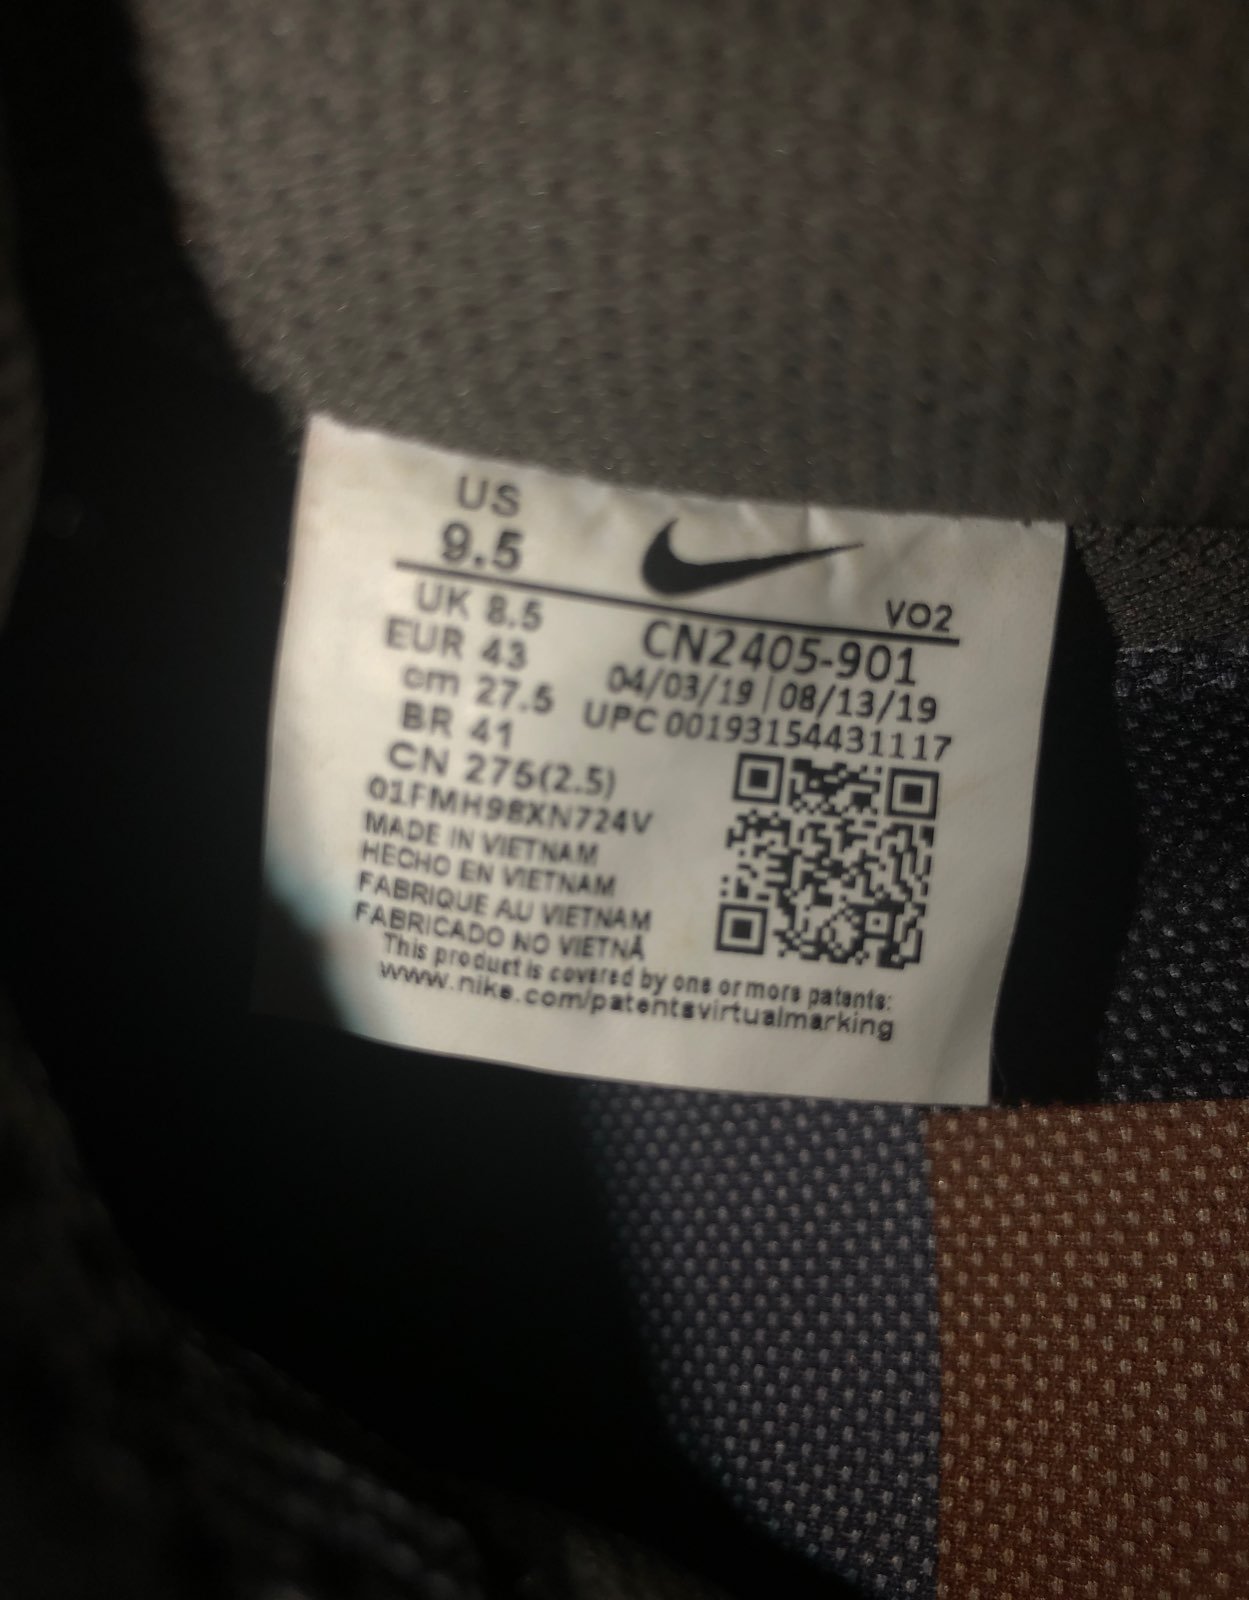 US
9.5
VO2
UK 8.5
EUR 43
cm 27.5
BR 41
CN 275(2.5)
CN2405-901
04/03/19 | 08/13/19
UPC 00193154431117
01FMH98XN724V
MADE IN VIETNAM
HECHO EN VIETNAM
FABRIQUE AU VIETNAM
FABRICADO NO VIETNÃ
This product is covered by one or more patents:
www.nike.com/patentsvirtualmarking